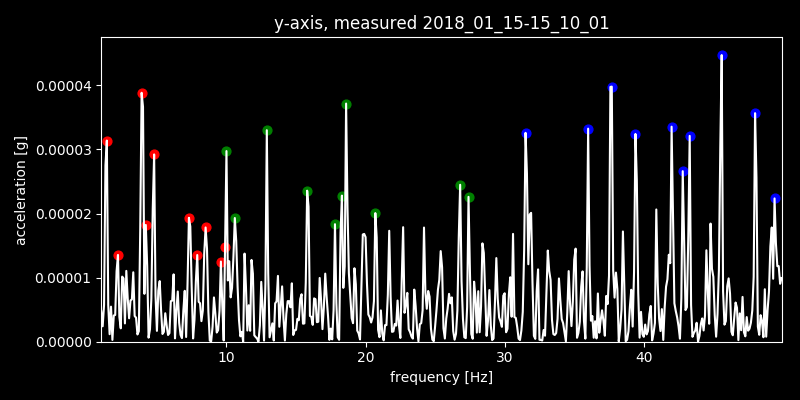 y-axis, measured 2018_01_15-15_10_01
acceleration [g]
0.00004
0.00003
0.00002
0.00001
0.00000
10 20 30 40
frequency [Hz]